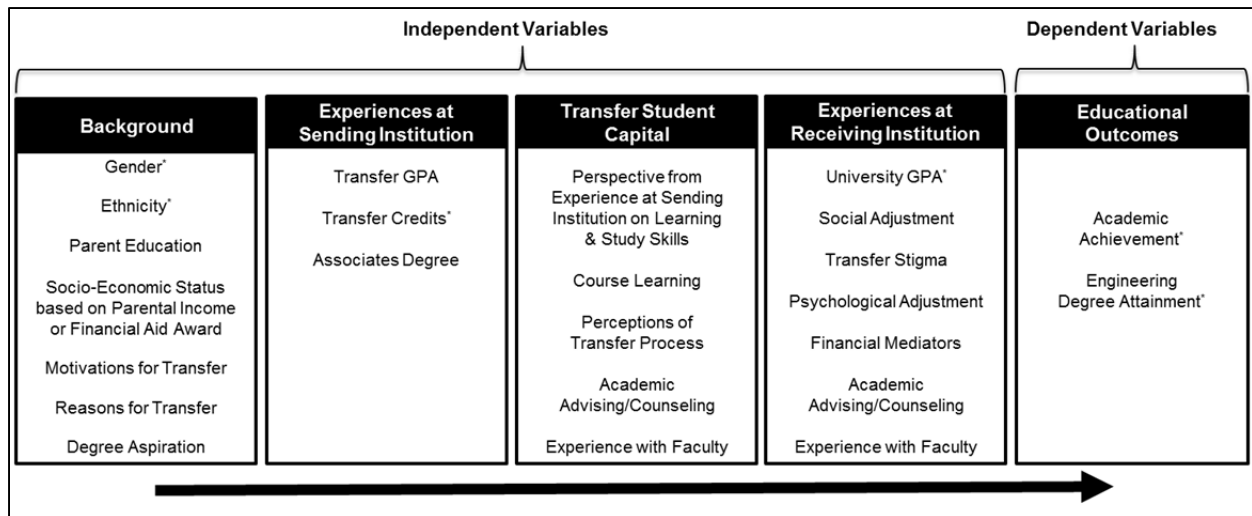 Independent Variables
Dependent Variables
Background
Gender*
Ethnicity*
Parent Education
Socio-Economic Status
based on Parental Income
or Financial Aid Award
Motivations for Transfer
Reasons for Transfer
Degree Aspiration
Experiences at
Sending Institution
Transfer GPA
Transfer Credits*
Associates Degree
Transfer Student
Capital
Perspective from
Experience at Sending
Institution on Learning
& Study Skills
Course Learning
Perceptions of
Transfer Process
Academic
Advising/Counseling
Experience with Faculty
Experiences at
Receiving Institution
University GPA*
Social Adjustment
Transfer Stigma
Psychological Adjustment
Financial Mediators
Academic
Advising/Counseling
Experience with Faculty
Educational
Outcomes
Academic
Achievement*
Engineering
Degree Attainment*